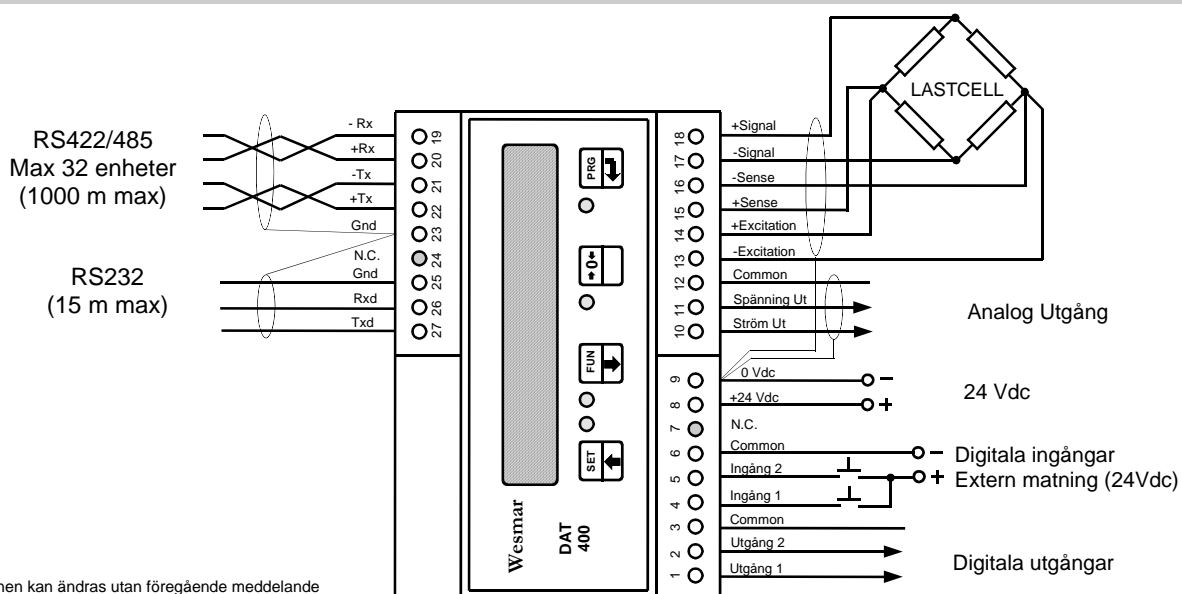 RS422/485
Max 32 enheter
(1000 m max)
RS232
(15 m max)
- Rx
+Rx
-Tx
+Tx
Gnd
N.C.
Gnd
Rxd
Txd
19
20
21
22
23
24
25
26
27
PRG
0
FUN
SET
Wesmar
DAT
400
18
17
16
15
14
13
12
11
10
9
8
7
6
5
4
3
2
1
+Signal
-Signal
-Sense
+Sense
+Excitation
-Excitation
Common
Spänning Ut
Ström Ut
0 Vdc
+24 Vdc
N.C.
Common
Ingång 2
Ingång 1
Common
Utgång 2
Utgång 1
LASTCELL
Analog Utgång
-
24 Vdc
+
- Digitala ingångar
+ Extern matning (24Vdc)
Digitala utgångar
nen kan ändras utan föregående meddelande